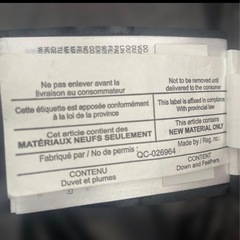 Ne pas enlever avant la
livraison au consommateur
Not to be removed until
delivered to the consumer
Cette étiquette est apposée conformément
à la loi de la province
This label is affixed in compliance
With provincial law
Cet article contient des
MATÉRIAUX NEUFS SEULEMENT
This article contains
NEW MATERIAL ONLY
Fabriqué par / No de permis :
QC-026964
Made by / Reg. no.:
CONTENU
Duvet et plumes
CONTENT
Down and Feathers